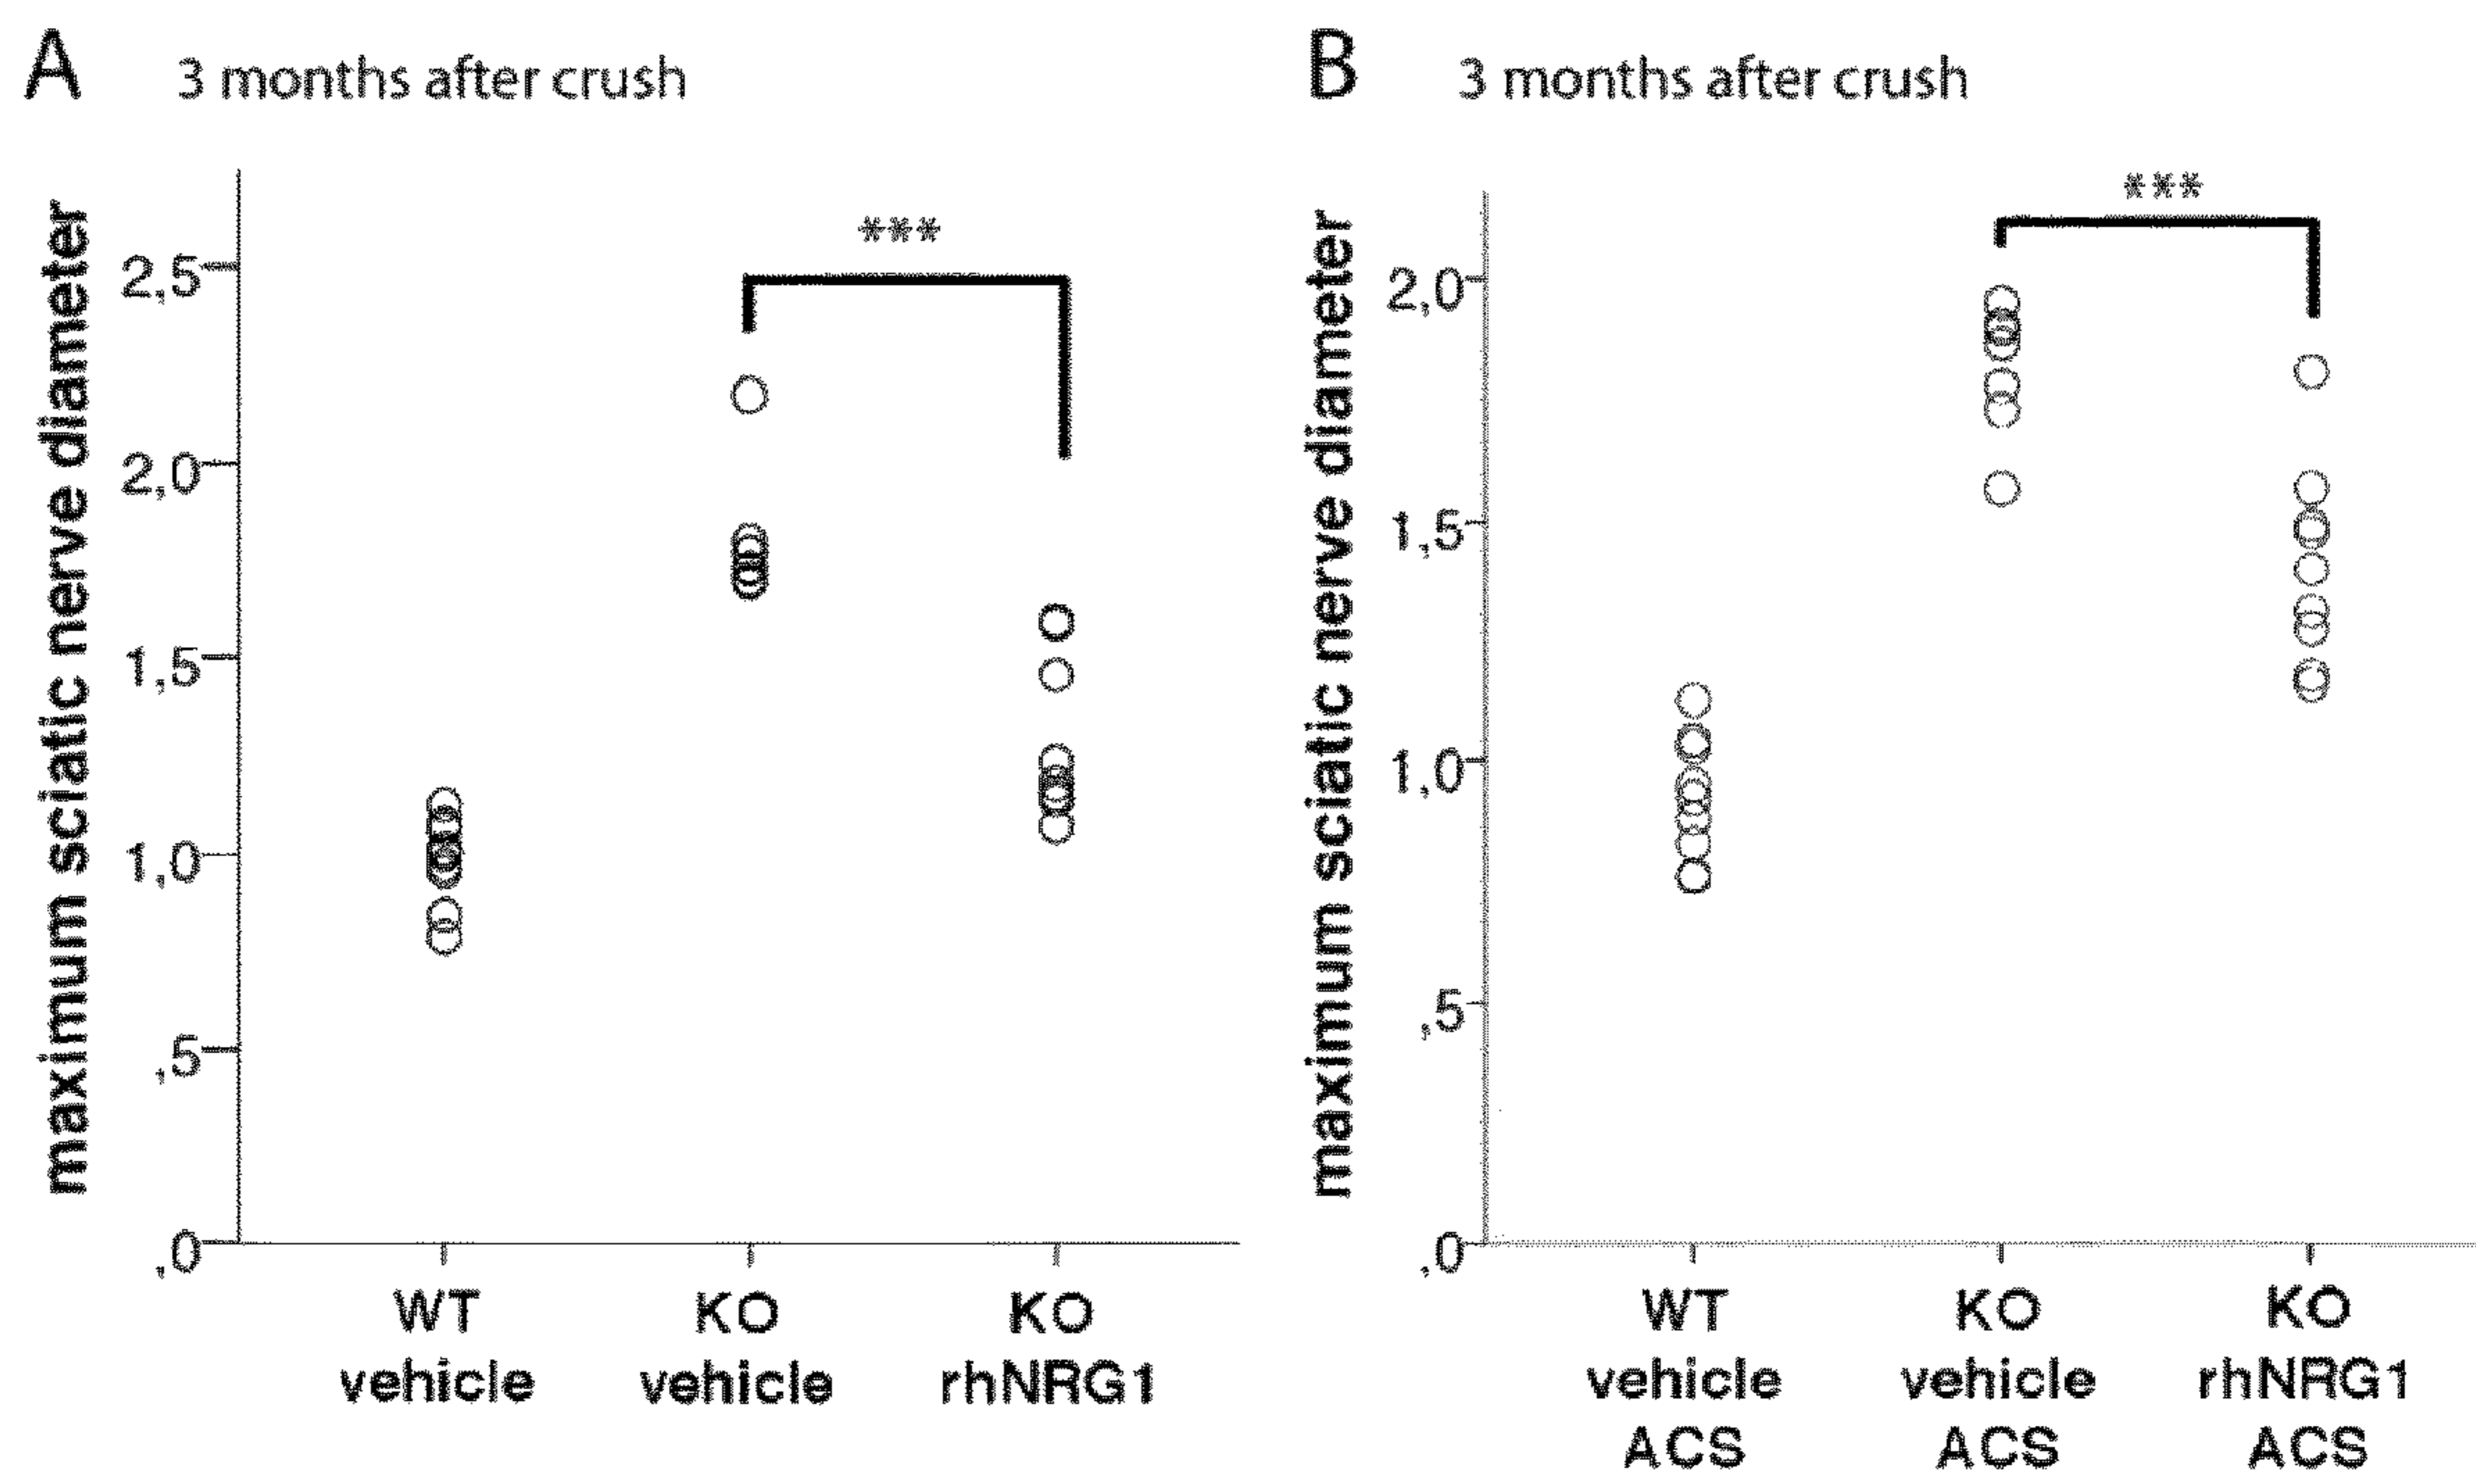 A
3 months after crush
maximum sciatic nerve diameter
2,5
2,0
1,5
1,0
,5
,0
***
WT
vehicle
KO
vehicle
KO
rhNRG1
B
3 months after crush
maximum sciatic nerve diameter
2,0
1,5
1,0
,5
,0
***
WT
vehicle
ACS
KO
vehicle
ACS
KO
rhNRG1
ACS